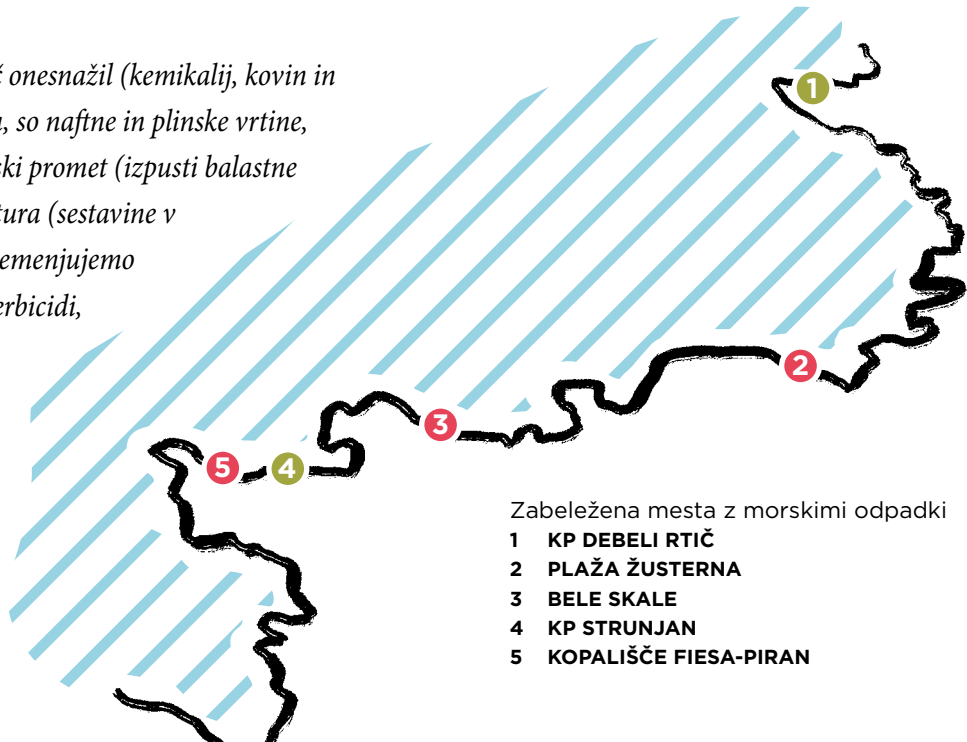 onesnažil (kemikalij, kovin in
so naftne in plinske vrtine,
ski promet (izpusti balastne
tura (sestavine v
emenjujemo
erbicidi,
1
2
3
4
5
Zabeležena mesta z morskimi odpadki
1 KP DEBELI RTIČ
2 PLAŽA ŽUSTERNA
3 BELE SKALE
4 KP STRUNJAN
5 KOPALIŠČE FIESA-PIRAN